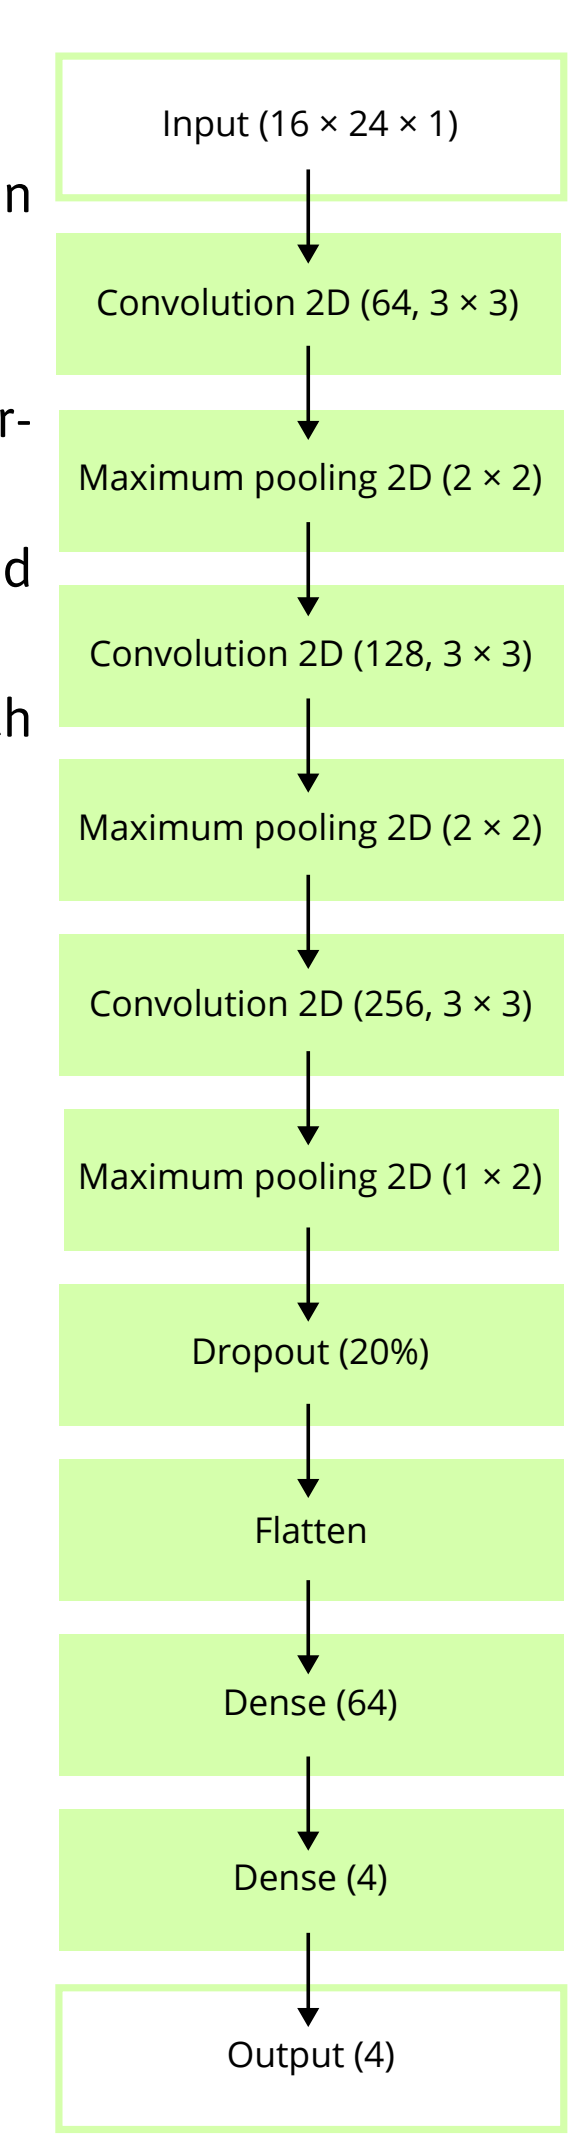 Input (16 × 24 × 1)
n
Convolution 2D (64, 3 × 3)
r-
Maximum pooling 2D (2 × 2)
d
Convolution 2D (128, 3 × 3)
h
Maximum pooling 2D (2 × 2)
Convolution 2D (256, 3 × 3)
Maximum pooling 2D (1 × 2)
Dropout (20%)
Flatten
Dense (64)
Dense (4)
Output (4)